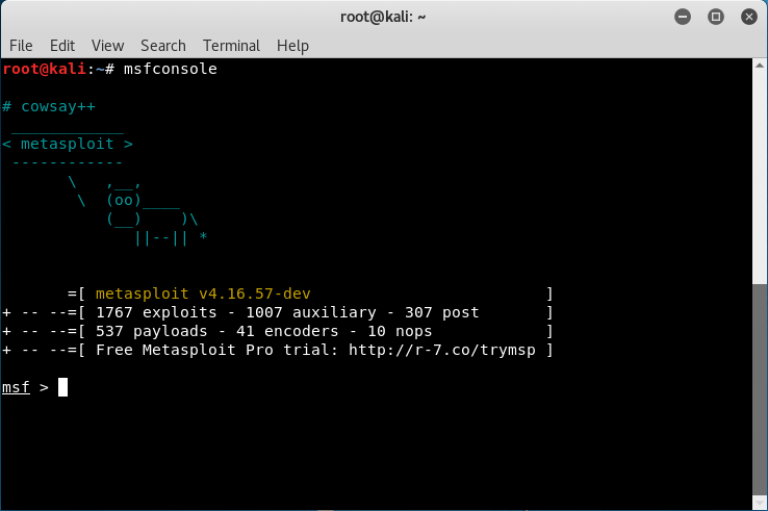 root@kali: ~
File Edit View Search Terminal Help
root@kali:~# msfconsole
# cowsay++
 ____________
< metasploit >
 ------------
       \   ,__,
        \  (oo)____
           (__)    )\
              ||--|| *
       =[ metasploit v4.16.57-dev                         ]
+ -- --=[ 1767 exploits - 1007 auxiliary - 307 post       ]
+ -- --=[ 537 payloads - 41 encoders - 10 nops            ]
+ -- --=[ Free Metasploit Pro trial: http://r-7.co/trymsp ]
msf >